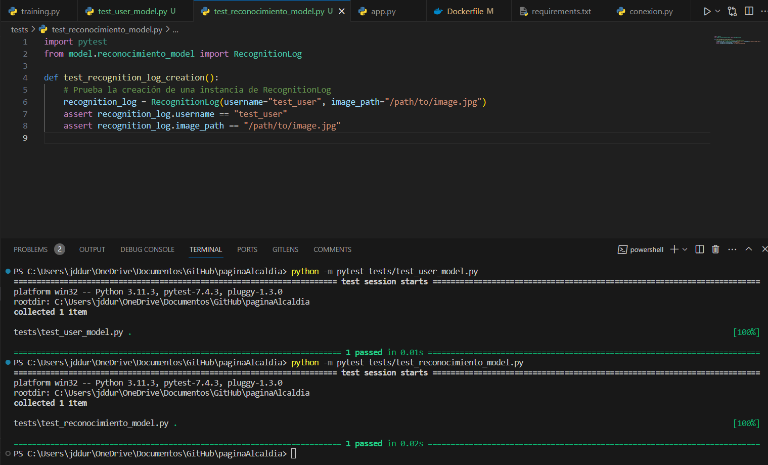 training.py test_user_model.py U test_reconocimiento_model.py U app.py Dockerfile M requirements.txt conexion.py
tests > test_reconocimiento_model.py > ...
1 import pytest
2 from model.reconocimiento_model import RecognitionLog
3
4 def test_recognition_log_creation():
5 # Prueba la creación de una instancia de RecognitionLog
6 recognition_log = RecognitionLog(username="test_user", image_path="/path/to/image.jpg")
7 assert recognition_log.username == "test_user"
8 assert recognition_log.image_path == "/path/to/image.jpg"
9
PROBLEMS 2 OUTPUT DEBUG CONSOLE TERMINAL PORTS GITLENS COMMENTS powershell
PS C:\Users\jddur\OneDrive\Documentos\GitHub\paginaAlcaldia> python -m pytest tests/test_user_model.py
test session starts
platform win32 -- Python 3.11.3, pytest-7.4.3, pluggy-1.3.0
rootdir: C:\Users\jddur\OneDrive\Documentos\GitHub\paginaAlcaldia
collected 1 item
tests\test_user_model.py . [100%]
1 passed in 0.01s
PS C:\Users\jddur\OneDrive\Documentos\GitHub\paginaAlcaldia> python -m pytest tests/test_reconocimiento_model.py
test session starts
platform win32 -- Python 3.11.3, pytest-7.4.3, pluggy-1.3.0
rootdir: C:\Users\jddur\OneDrive\Documentos\GitHub\paginaAlcaldia
collected 1 item
tests\test_reconocimiento_model.py . [100%]
1 passed in 0.02s
PS C:\Users\jddur\OneDrive\Documentos\GitHub\paginaAlcaldia>